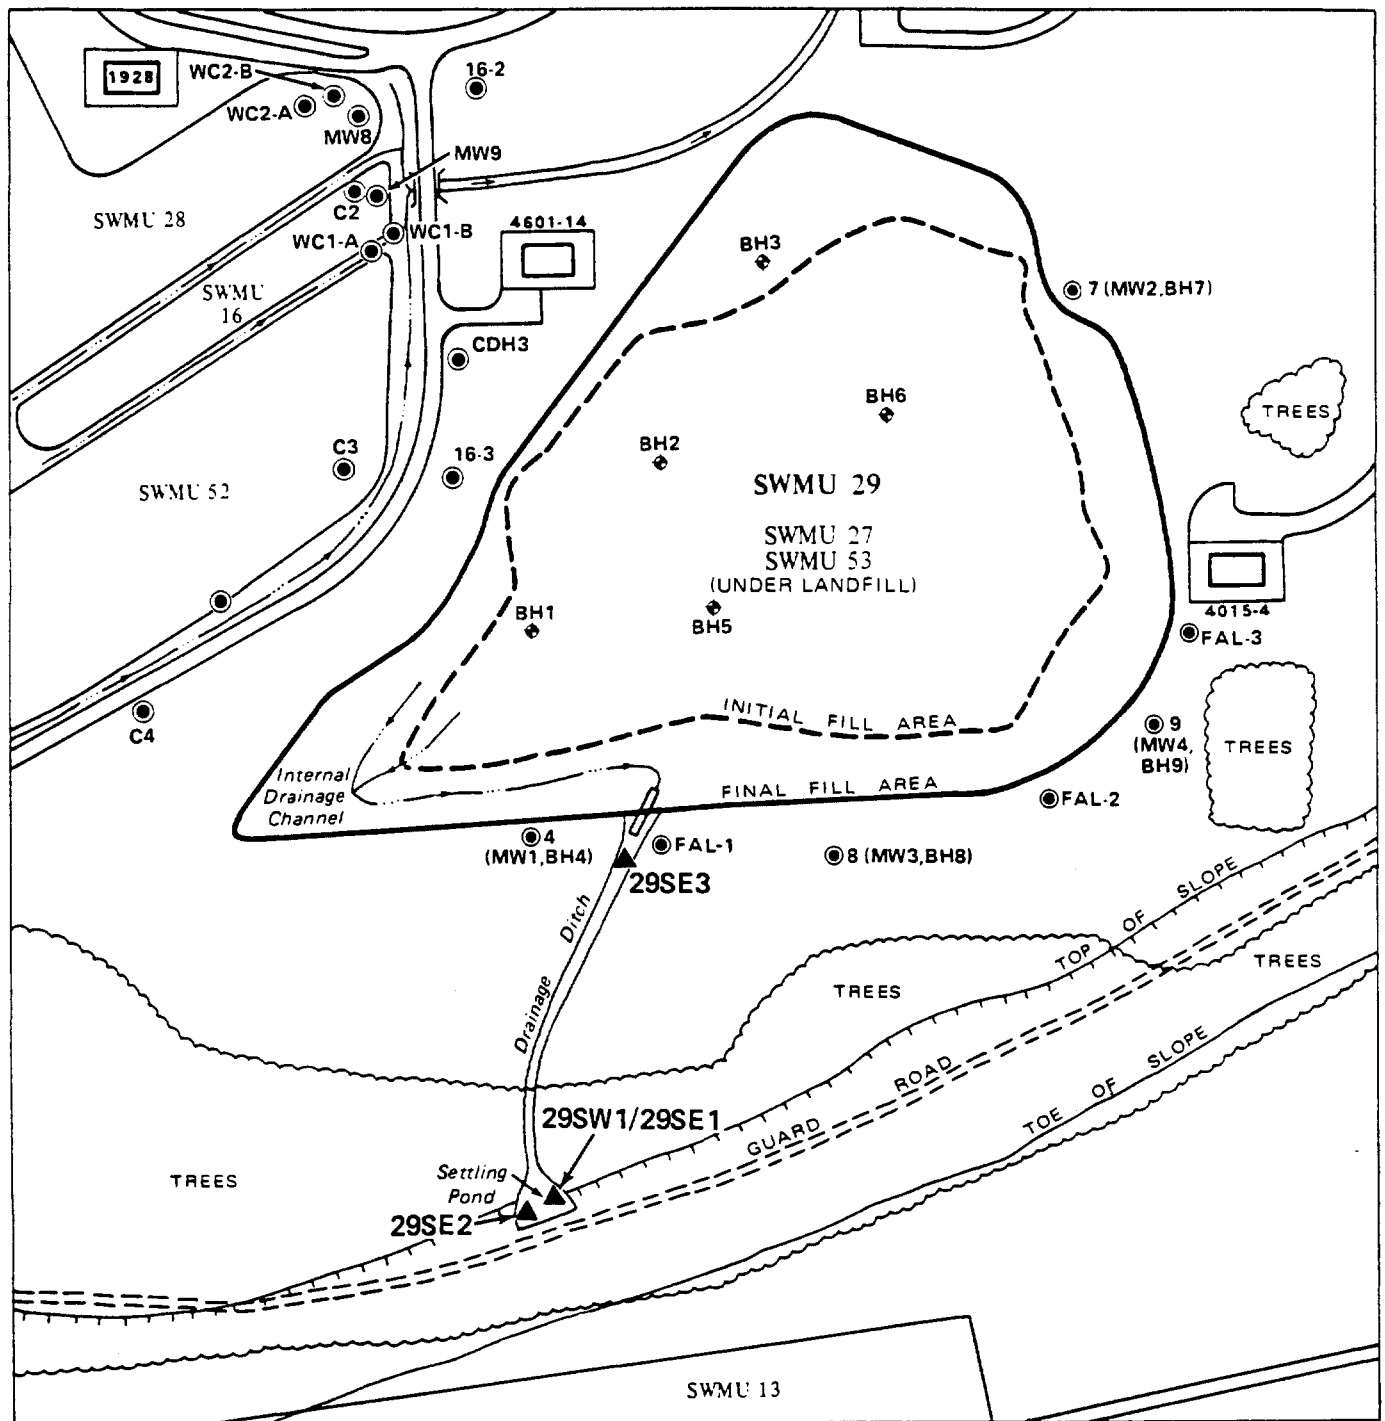 1928
WC2-B
16-2
WC2-A
MW8
MW9
SWMU 28
C2
4601-14
WC1-A
WC1-B
BH3
SWMU
16
7 (MW2,BH7)
CDH3
BH6
TREES
BH2
C3
16-3
SWMU 29
SWMU 52
SWMU 27
SWMU 53
(UNDER LANDFILL)
BH1
BH5
4015-4
FAL-3
INITIAL FILL AREA
C4
9
(MW4,
BH9)
TREES
Internal
Drainage
Channel
FINAL FILL AREA
FAL-2
4
(MW1,BH4)
FAL-1
8 (MW3,BH8)
29SE3
TOP OF SLOPE
Drainage Ditch
TREES
TREES
GUARD ROAD
TOE OF SLOPE
29SW1/29SE1
TREES
Settling
Pond
29SE2
SWMU 13